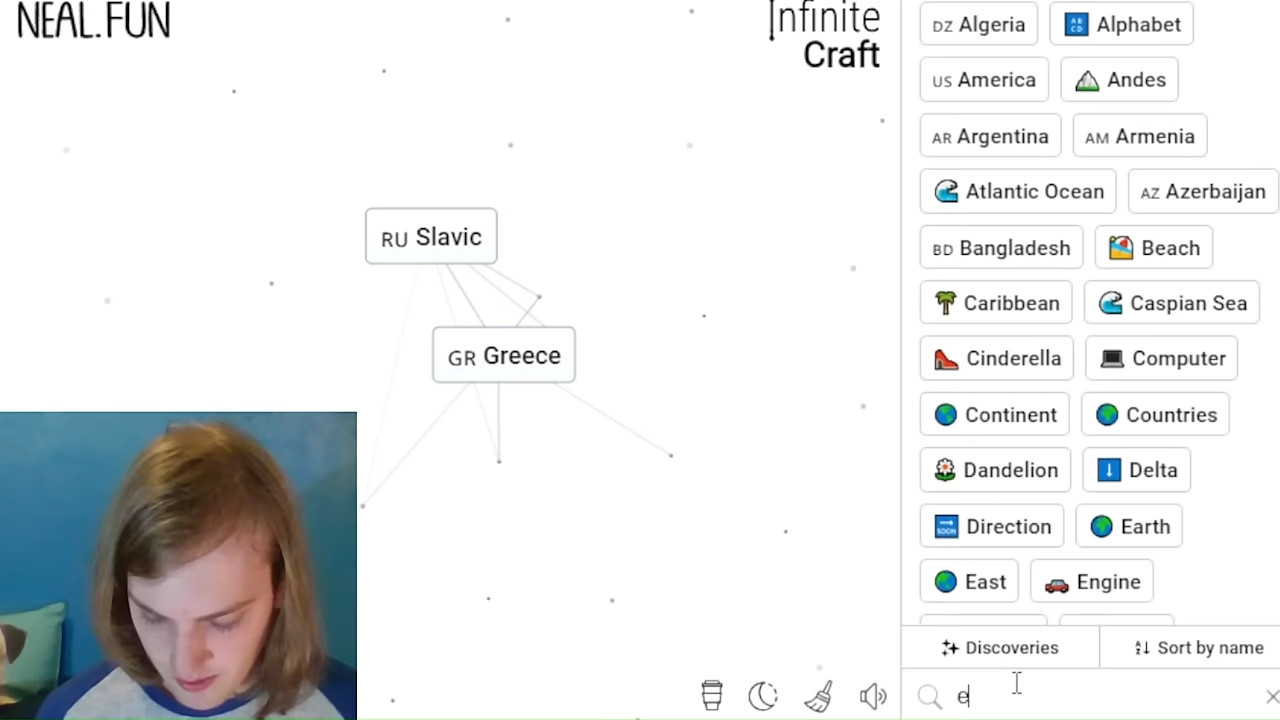 NEAL.FUN
Infinite
Craft
RU Slavic
GR Greece
DZ Algeria
Alphabet
US America
Andes
AR Argentina
AM Armenia
Atlantic Ocean
AZ Azerbaijan
BD Bangladesh
Beach
Caribbean
Caspian Sea
Cinderella
Computer
Continent
Countries
Dandelion
Delta
Direction
Earth
East
Engine
Discoveries
Sort by name
e